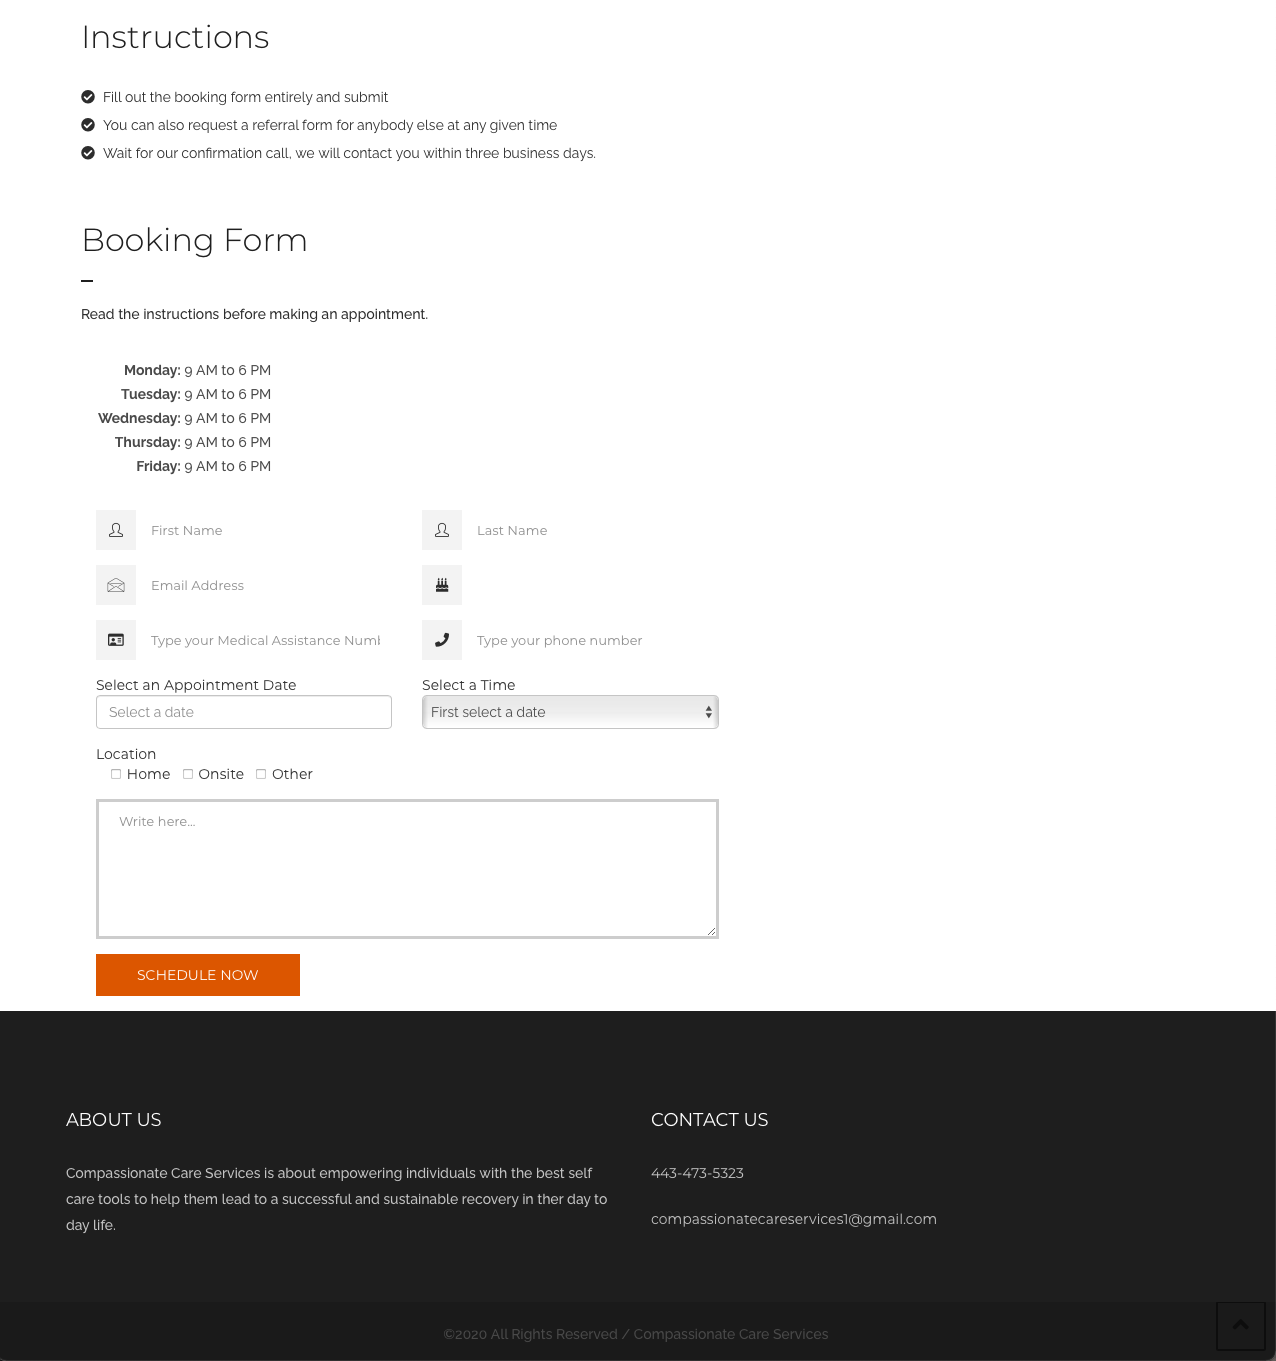 Instructions
Fill out the booking form entirely and submit
You can also request a referral form for anybody else at any given time
Wait for our confirmation call, we will contact you within three business days.
Booking Form
Read the instructions before making an appointment.
Monday: 9 AM to 6 PM
Tuesday: 9 AM to 6 PM
Wednesday: 9 AM to 6 PM
Thursday: 9 AM to 6 PM
Friday: 9 AM to 6 PM
First Name
Last Name
Email Address
Type your Medical Assistance Numb
Type your phone number
Select an Appointment Date
Select a Time
Select a date
First select a date
Location
Home Onsite Other
Write here...
SCHEDULE NOW
ABOUT US
Compassionate Care Services is about empowering individuals with the best self
care tools to help them lead to a successful and sustainable recovery in ther day to
day life.
CONTACT US
443-473-5323
compassionatecareservices1@gmail.com
©2020 All Rights Reserved / Compassionate Care Services